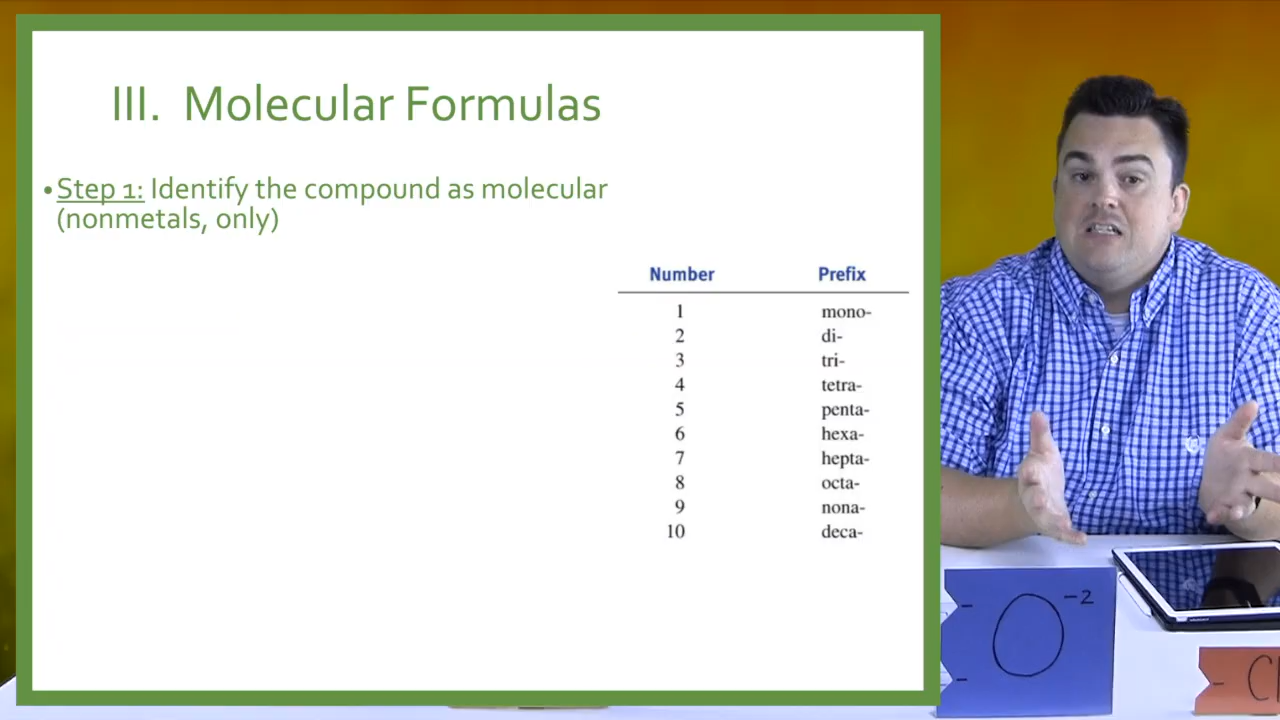 III. Molecular Formulas
• Step 1: Identify the compound as molecular
(nonmetals, only)
Number Prefix
1 mono-
2 di-
3 tri-
4 tetra-
5 penta-
6 hexa-
7 hepta-
8 octa-
9 nona-
10 deca-
- O -2
-
- C